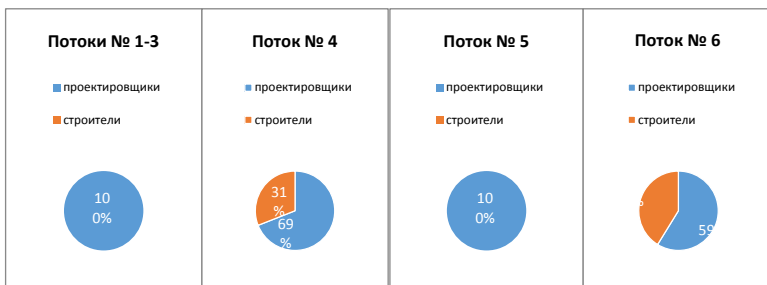 Потоки № 1-3
проектировщики
строители
10
0%
Поток № 4
проектировщики
строители
31
%
69
%
Поток № 5
проектировщики
строители
10
0%
Поток № 6
проектировщики
строители
59